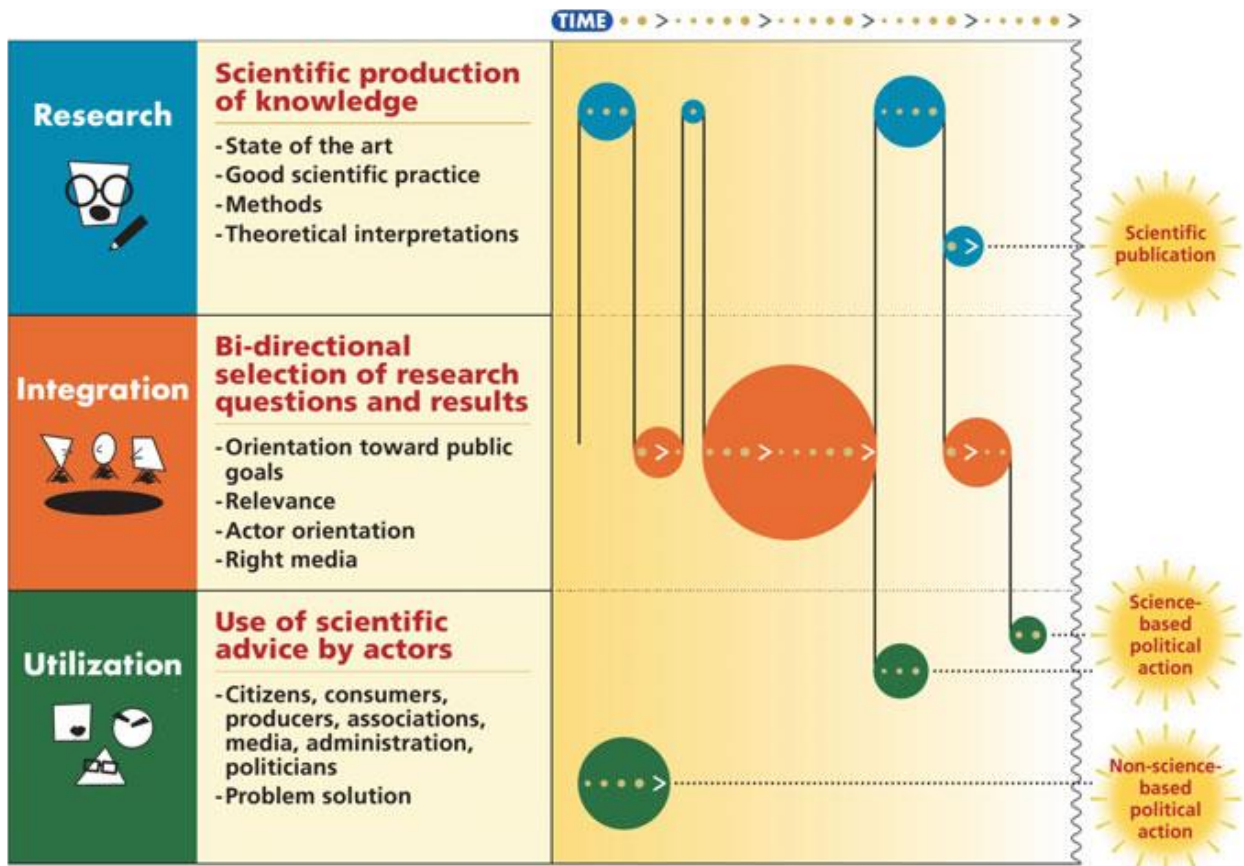 TIME
Research
Scientific production
of knowledge
-State of the art
-Good scientific practice
-Methods
-Theoretical interpretations
Scientific
publication
Integration
Bi-directional
selection of research
questions and results
-Orientation toward public
goals
-Relevance
-Actor orientation
-Right media
Utilization
Use of scientific
advice by actors
-Citizens, consumers,
producers, associations,
media, administration,
politicians
-Problem solution
Science-
based
political
action
Non-science-
based
political
action